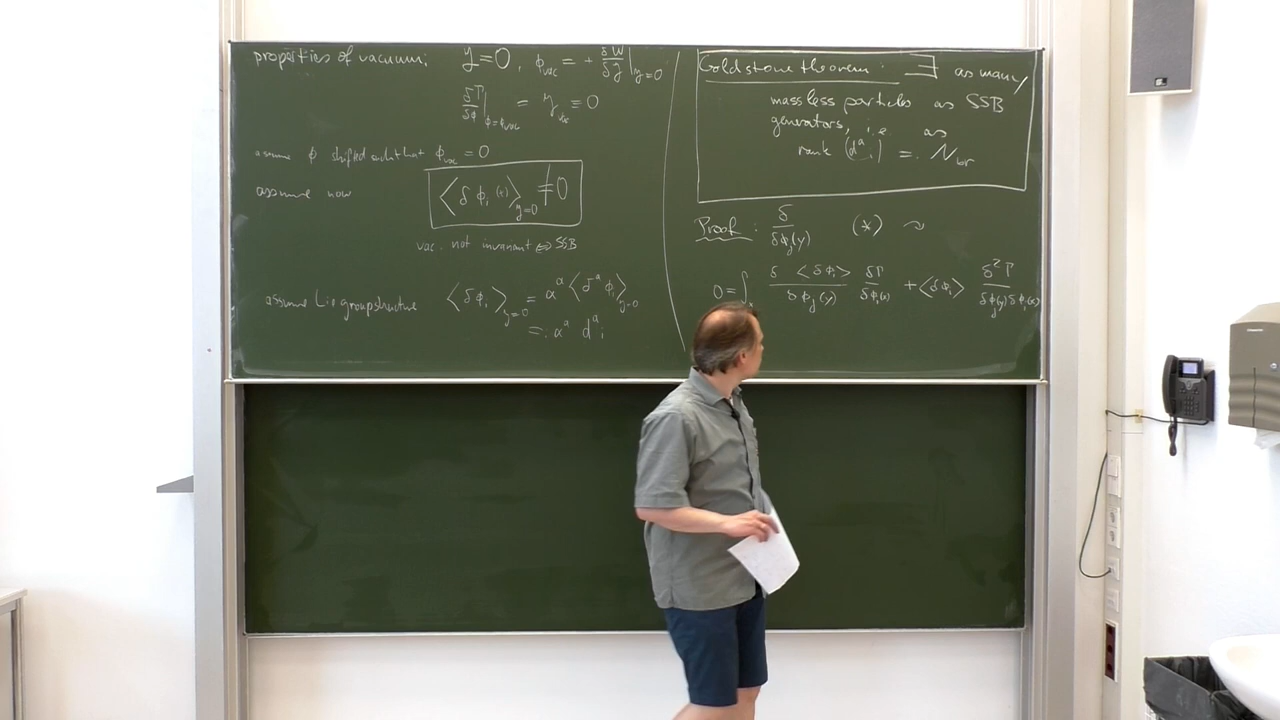 properties of vacuum: y=0, ϕ_vac = + δW/δy |_{y=0}
δΓ/δϕ |_{ϕ=ϕ_vac} = y_vac = 0
assume ϕ shifted such that ϕ_vac = 0
assume now ⟨δϕ_i(x)⟩_{y=0} ≠ 0
vac. not invariant ⇔ SSB
assume Lie group structure ⟨δϕ_i⟩_{y=0} = α^a ⟨δ^a ϕ_i⟩_{y=0}
=: α^a d^a_i
Goldstone theorem: ∃ as many
massless particles as SSB
generators, i.e. as
rank (d^a_i) =: N_br
Proof: δ/δϕ_j(y) (*) ⤳
0 = ∫_x δ⟨δϕ_i⟩/δϕ_j(y) δΓ/δϕ_i(x) + ⟨δϕ_i⟩ δ²Γ/δϕ_j(y)δϕ_i(x)